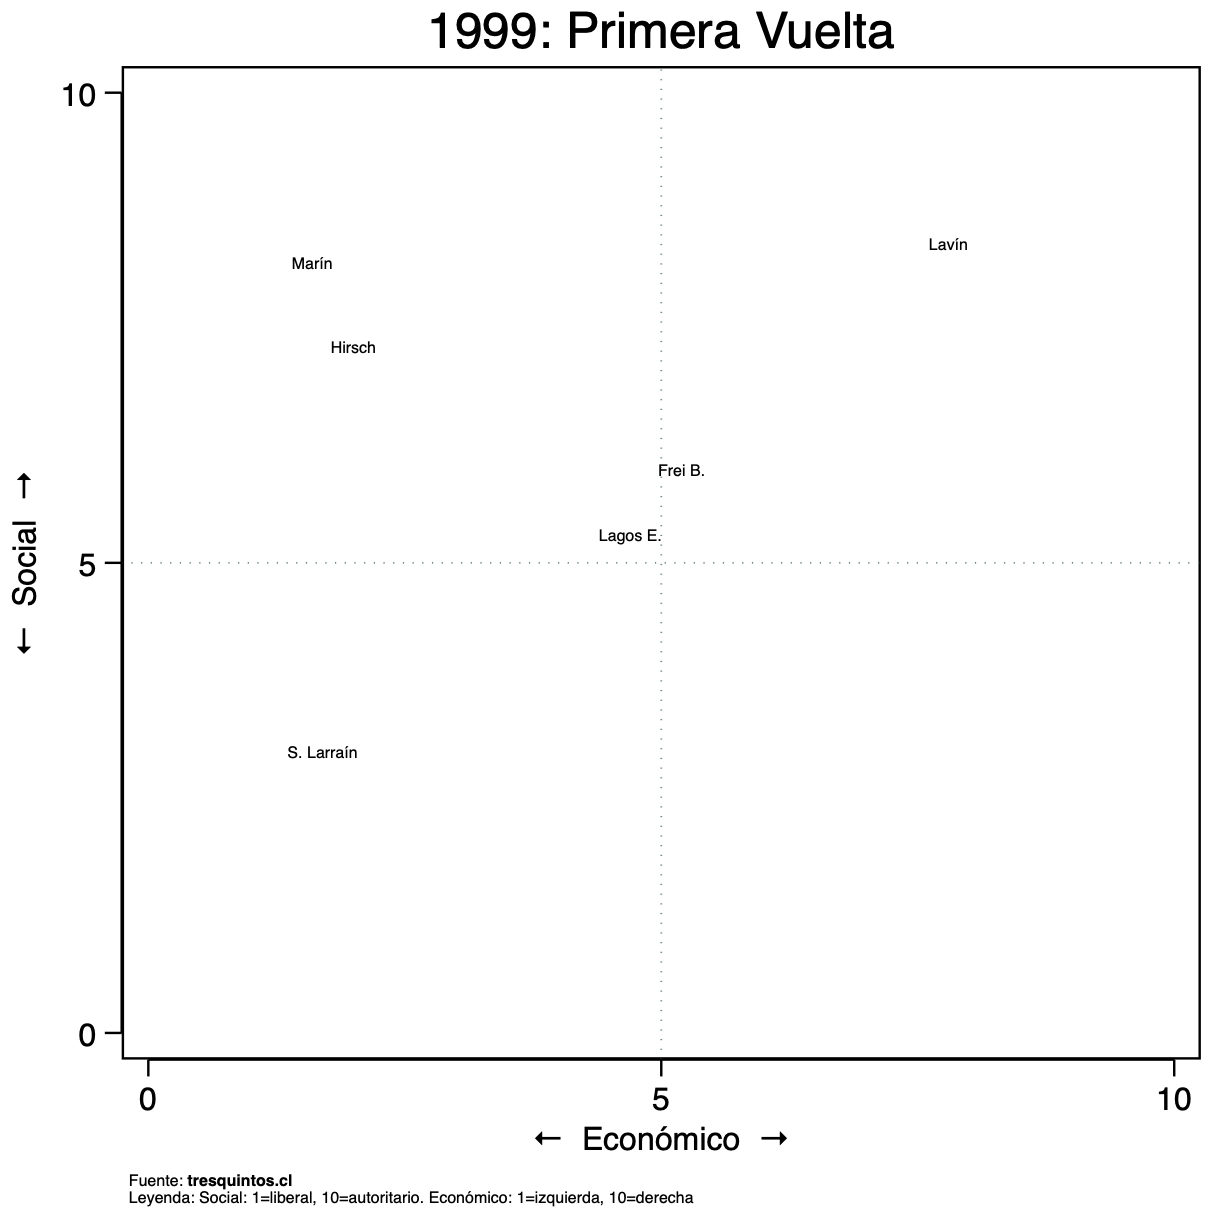 1999: Primera Vuelta
10
Lavín
Marín
Hirsch
Frei B.
Lagos E.
← Social →
5
S. Larraín
0
0 5 10
← Económico →
Fuente: tresquintos.cl
Leyenda: Social: 1=liberal, 10=autoritario. Económico: 1=izquierda, 10=derecha